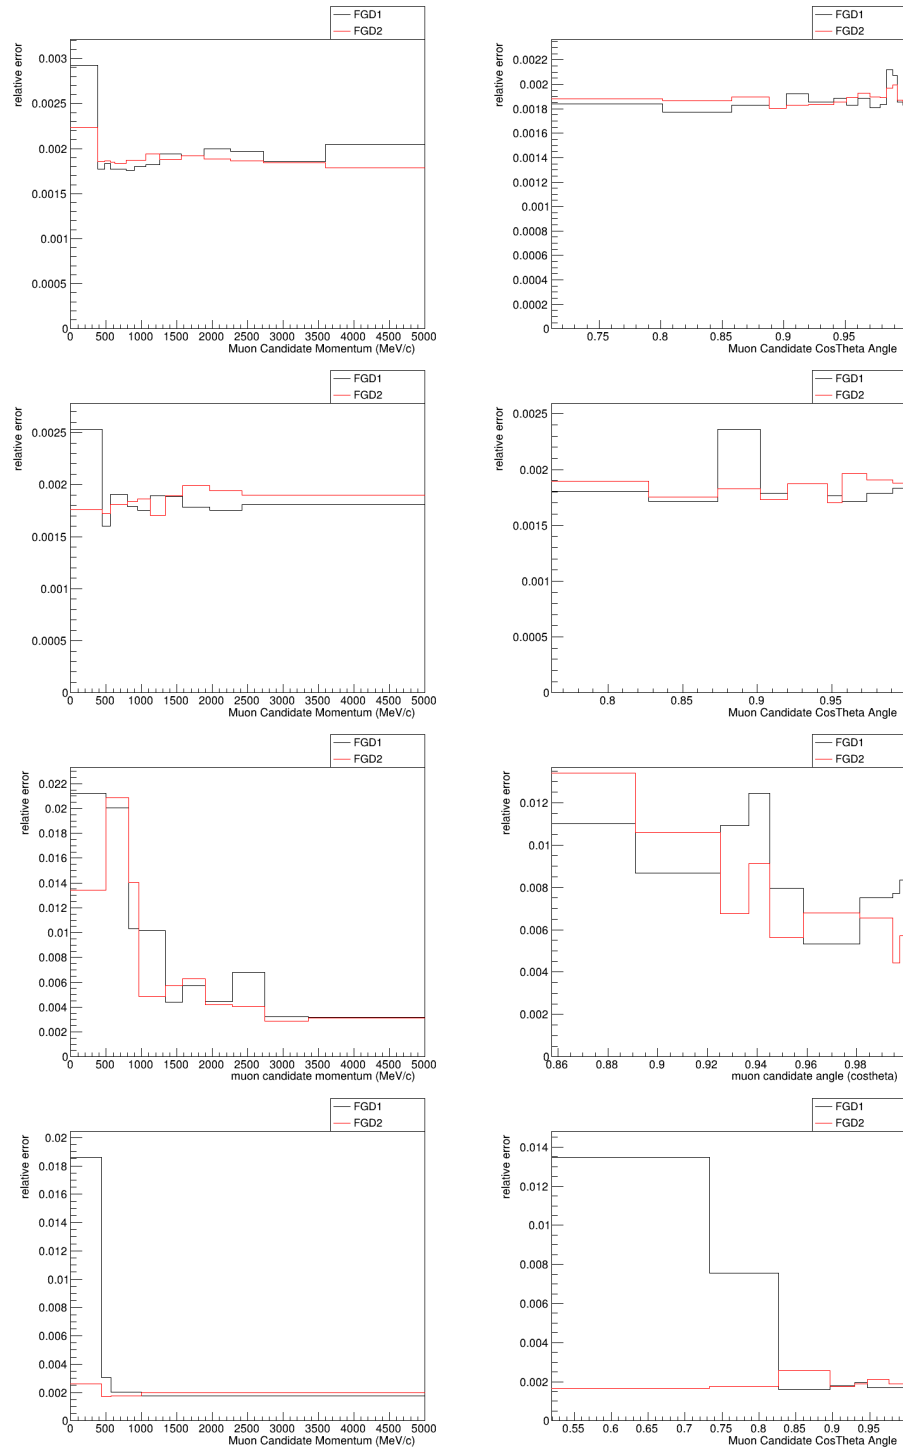 FGD1
FGD2
relative error
0.003
0.0025
0.002
0.0015
0.001
0.0005
0
0 500 1000 1500 2000 2500 3000 3500 4000 4500 5000
Muon Candidate Momentum (MeV/c)
FGD1
FGD2
relative error
0.0022
0.002
0.0018
0.0016
0.0014
0.0012
0.001
0.0008
0.0006
0.0004
0.0002
0
0.75 0.8 0.85 0.9 0.95
Muon Candidate CosTheta Angle
FGD1
FGD2
relative error
0.0025
0.002
0.0015
0.001
0.0005
0
0 500 1000 1500 2000 2500 3000 3500 4000 4500 5000
Muon Candidate Momentum (MeV/c)
FGD1
FGD2
relative error
0.0025
0.002
0.0015
0.001
0.0005
0
0.8 0.85 0.9 0.95
Muon Candidate CosTheta Angle
FGD1
FGD2
relative error
0.022
0.02
0.018
0.016
0.014
0.012
0.01
0.008
0.006
0.004
0.002
0
0 500 1000 1500 2000 2500 3000 3500 4000 4500 5000
muon candidate momentum (MeV/c)
FGD1
FGD2
relative error
0.012
0.01
0.008
0.006
0.004
0.002
0
0.86 0.88 0.9 0.92 0.94 0.96 0.98
muon candidate angle (costheta)
FGD1
FGD2
relative error
0.02
0.018
0.016
0.014
0.012
0.01
0.008
0.006
0.004
0.002
0
0 500 1000 1500 2000 2500 3000 3500 4000 4500 5000
Muon Candidate Momentum (MeV/c)
FGD1
FGD2
relative error
0.014
0.012
0.01
0.008
0.006
0.004
0.002
0
0.55 0.6 0.65 0.7 0.75 0.8 0.85 0.9 0.95
Muon Candidate CosTheta Angle